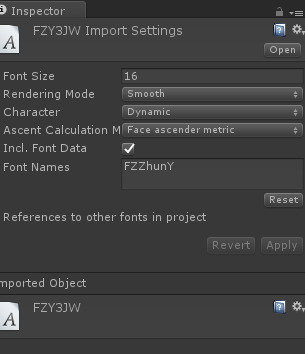 Inspector
FZY3JW Import Settings
Open
Font Size 16
Rendering Mode Smooth
Character Dynamic
Ascent Calculation M Face ascender metric
Incl. Font Data
Font Names FZZhunY
Reset
References to other fonts in project
Revert Apply
mported Object
FZY3JW